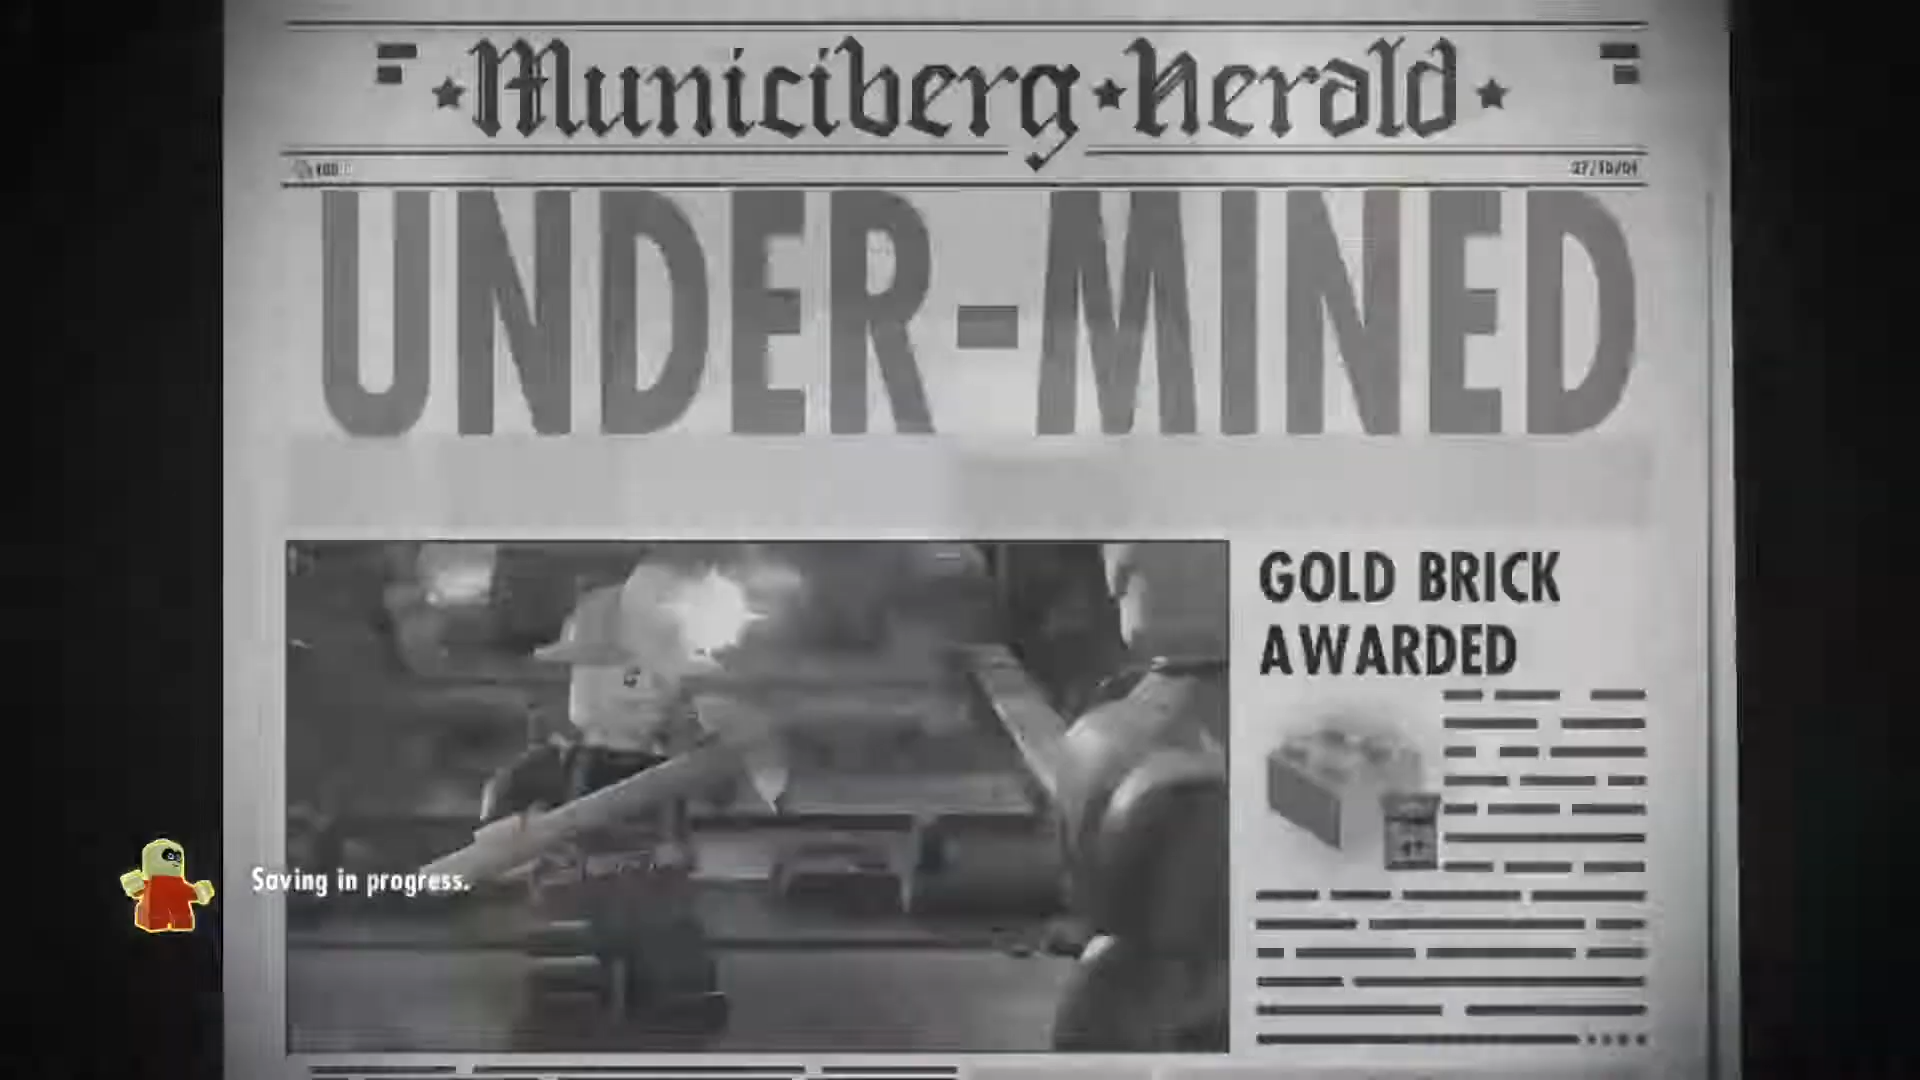 Municiberg Herald
UNDER-MINED
GOLD BRICK
AWARDED
Saving in progress.